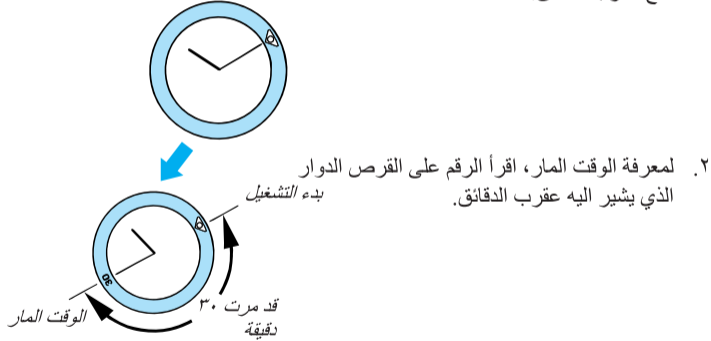 ٢. لمعرفة الوقت المار، اقرأ الرقم على القرص الدوار
الذي يشير اليه عقرب الدقائق.
بدء التشغيل
30
قد مرت ٣٠
دقيقة
الوقت المار